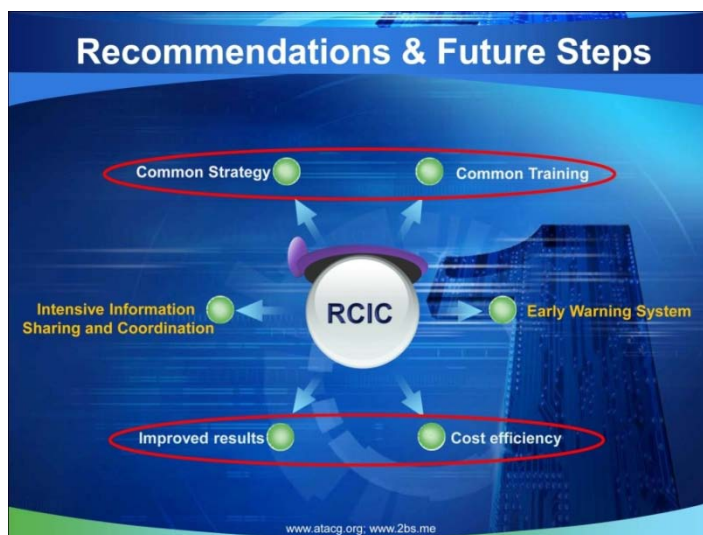 Recommendations & Future Steps
Common Strategy
Common Training
Intensive Information
Sharing and Coordination
RCIC
Early Warning System
Improved results
Cost efficiency
www.atacg.org; www.2bs.me